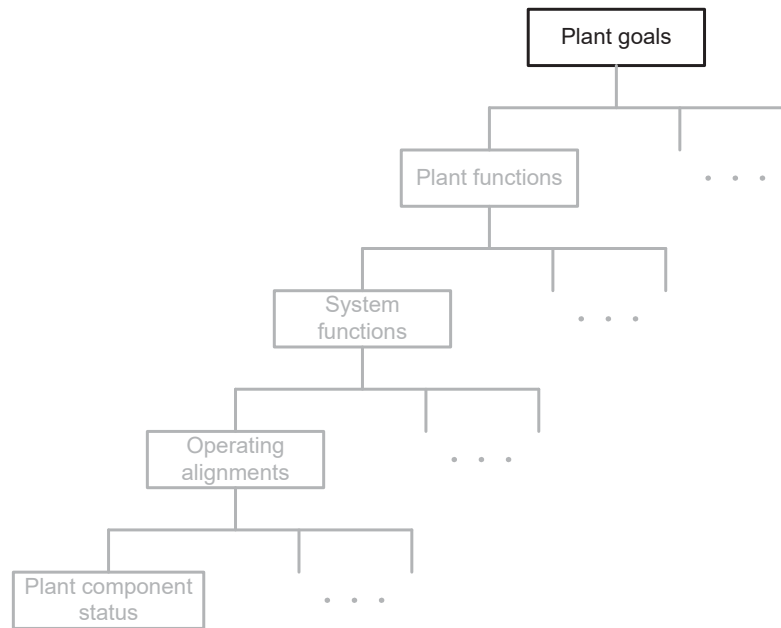 Plant goals
Plant functions
. . .
System
functions
. . .
Operating
alignments
. . .
Plant component
status
. . .